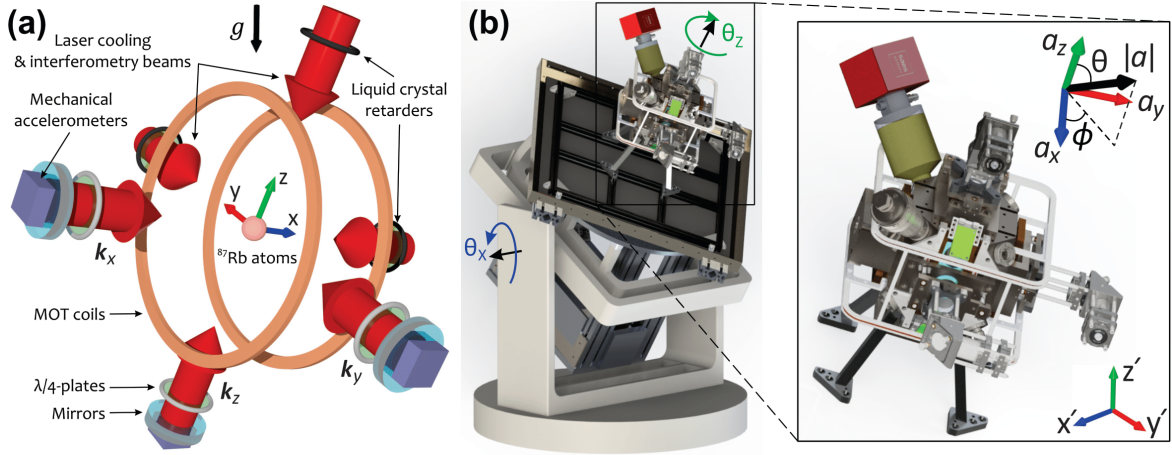 (a)
g
Laser cooling
& interferometry beams
Mechanical
accelerometers
Liquid crystal
retarders
z
y
x
⁸⁷Rb atoms
kx
ky
kz
MOT coils
λ/4-plates
Mirrors
(b)
θz
θx
az
θ
|a|
ay
ax
ϕ
z′
x′
y′